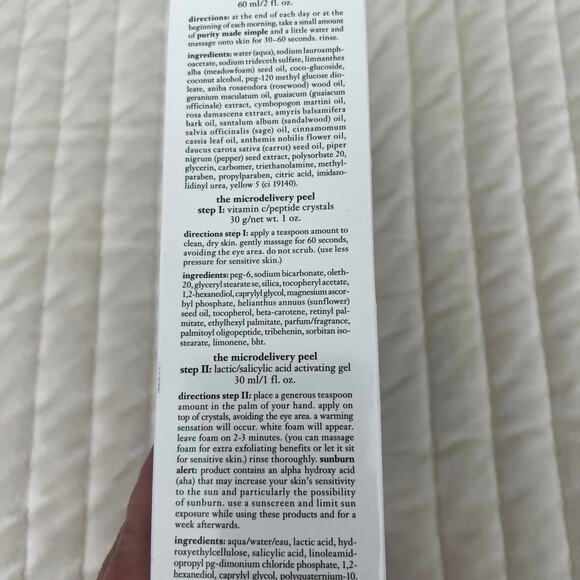 60 ml/2 fl. oz.
directions: at the end of each day or at the
beginning of each morning, take a small amount
of purity made simple and a little water and
massage onto skin for 30–60 seconds. rinse.
ingredients: water (aqua), sodium lauroamph-
oacetate, sodium trideceth sulfate, limnanthes
alba (meadowfoam) seed oil, coco-glucoside,
coconut alcohol, peg-120 methyl glucose dio-
leate, aniba rosaeodora (rosewood) wood oil,
geranium maculatum oil, guaiacum (guaiacum
officinale) extract, cymbopogon martini oil,
rosa damascena extract, amyris balsamifera
bark oil, santalum album (sandalwood) oil,
salvia officinalis (sage) oil, cinnamomum
cassia leaf oil, anthemis nobilis flower oil,
daucus carota sativa (carrot) seed oil, piper
nigrum (pepper) seed extract, polysorbate 20,
glycerin, carbomer, triethanolamine, methyl-
paraben, propylparaben, citric acid, imidazo-
lidinyl urea, yellow 5 (ci 19140).
the microdelivery peel
step I: vitamin c/peptide crystals
30 g/net wt. 1 oz.
directions step I: apply a teaspoon amount to
clean, dry skin. gently massage for 60 seconds,
avoiding the eye area. do not scrub. (use less
pressure for sensitive skin.)
ingredients: peg-6, sodium bicarbonate, oleth-
20, glyceryl stearate se, silica, tocopheryl acetate,
1,2-hexanediol, caprylyl glycol, magnesium ascor-
byl phosphate, helianthus annuus (sunflower)
seed oil, tocopherol, beta-carotene, retinyl pal-
mitate, ethylhexyl palmitate, parfum/fragrance,
palmitoyl oligopeptide, tribehenin, sorbitan iso-
stearate, limonene, bht.
the microdelivery peel
step II: lactic/salicylic acid activating gel
30 ml/1 fl. oz.
directions step II: place a generous teaspoon
amount in the palm of your hand. apply on
top of crystals, avoiding the eye area. a warming
sensation will occur. white foam will appear.
leave foam on 2-3 minutes. (you can massage
foam for extra exfoliating benefits or let it sit
for sensitive skin.) rinse thoroughly. sunburn
alert: product contains an alpha hydroxy acid
(aha) that may increase your skin's sensitivity
to the sun and particularly the possibility
of sunburn. use a sunscreen and limit sun
exposure while using these products and for a
week afterwards.
ingredients: aqua/water/eau, lactic acid, hyd-
roxyethylcellulose, salicylic acid, linoleamid-
opropyl pg-dimonium chloride phosphate, 1,2-
hexanediol, caprylyl glycol, polyquaternium-10,